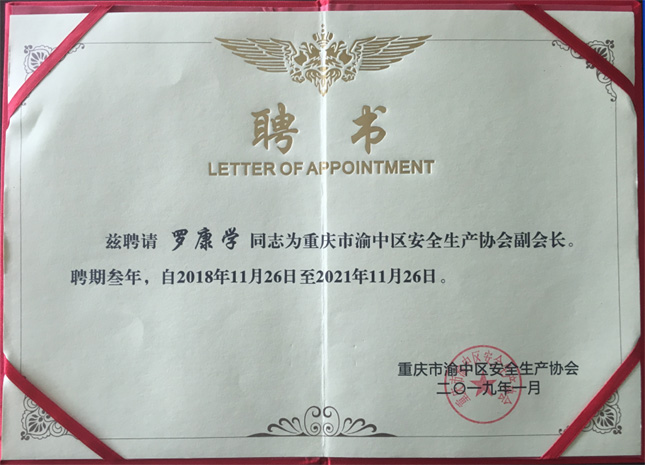 聘 书
LETTER OF APPOINTMENT
兹聘请 罗康学 同志为重庆市渝中区安全生产协会副会长。
聘期叁年，自2018年11月26日至2021年11月26日。
重庆市渝中区安全生产协会
二〇一九年一月